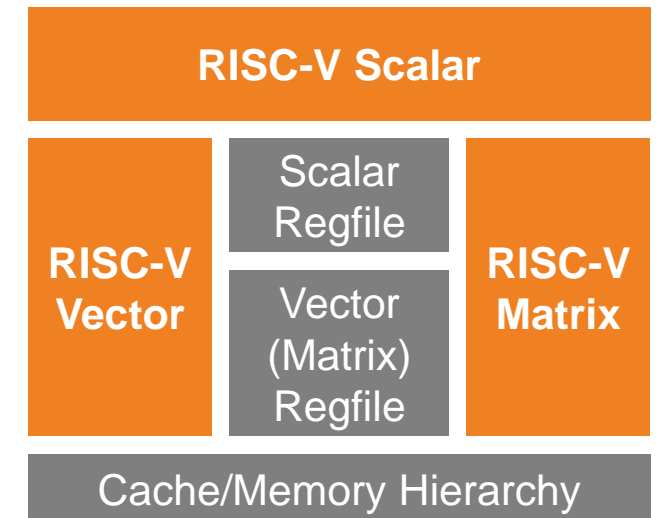 RISC-V Scalar
RISC-V
Vector
Scalar
Regfile
Vector
(Matrix)
Regfile
RISC-V
Matrix
Cache/Memory Hierarchy